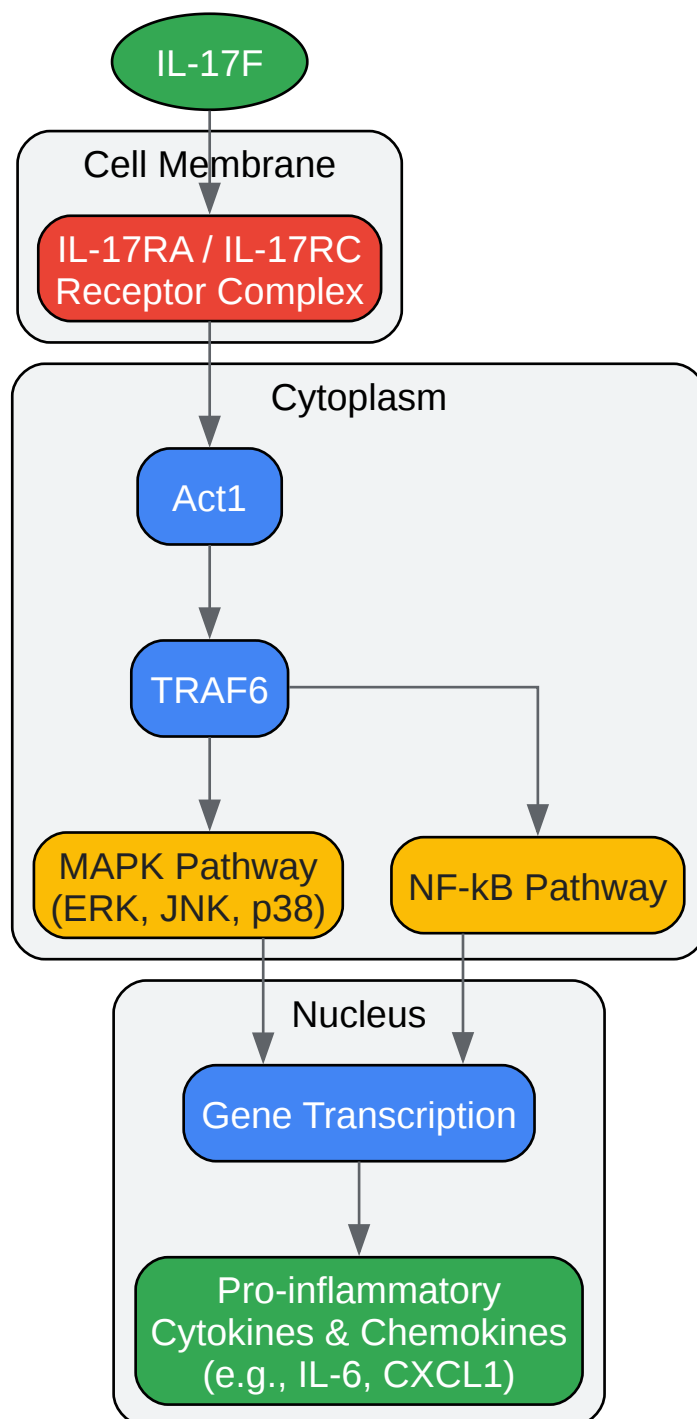 IL-17F
Cell Membrane
IL-17RA / IL-17RC
Receptor Complex
Cytoplasm
Act1
TRAF6
MAPK Pathway
(ERK, JNK, p38)
NF-kB Pathway
Nucleus
Gene Transcription
Pro-inflammatory
Cytokines & Chemokines
(e.g., IL-6, CXCL1)